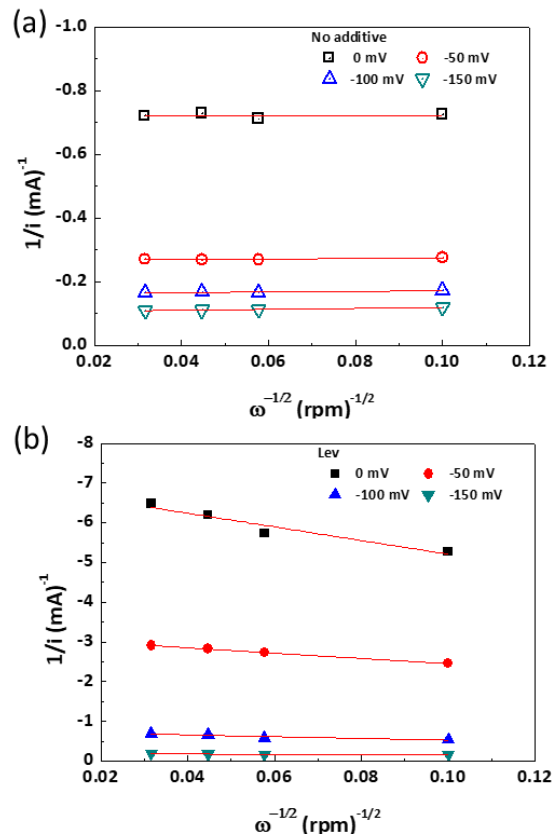 (a)
No additive
0 mV
-50 mV
-100 mV
-150 mV
-1.0
-0.8
-0.6
-0.4
-0.2
0.0
1/i (mA)⁻¹
0.02 0.04 0.06 0.08 0.10 0.12
ω⁻¹/² (rpm)⁻¹/²
(b)
Lev
0 mV
-50 mV
-100 mV
-150 mV
-8
-7
-6
-5
-4
-3
-2
-1
0
1/i (mA)⁻¹
0.02 0.04 0.06 0.08 0.10 0.12
ω⁻¹/² (rpm)⁻¹/²